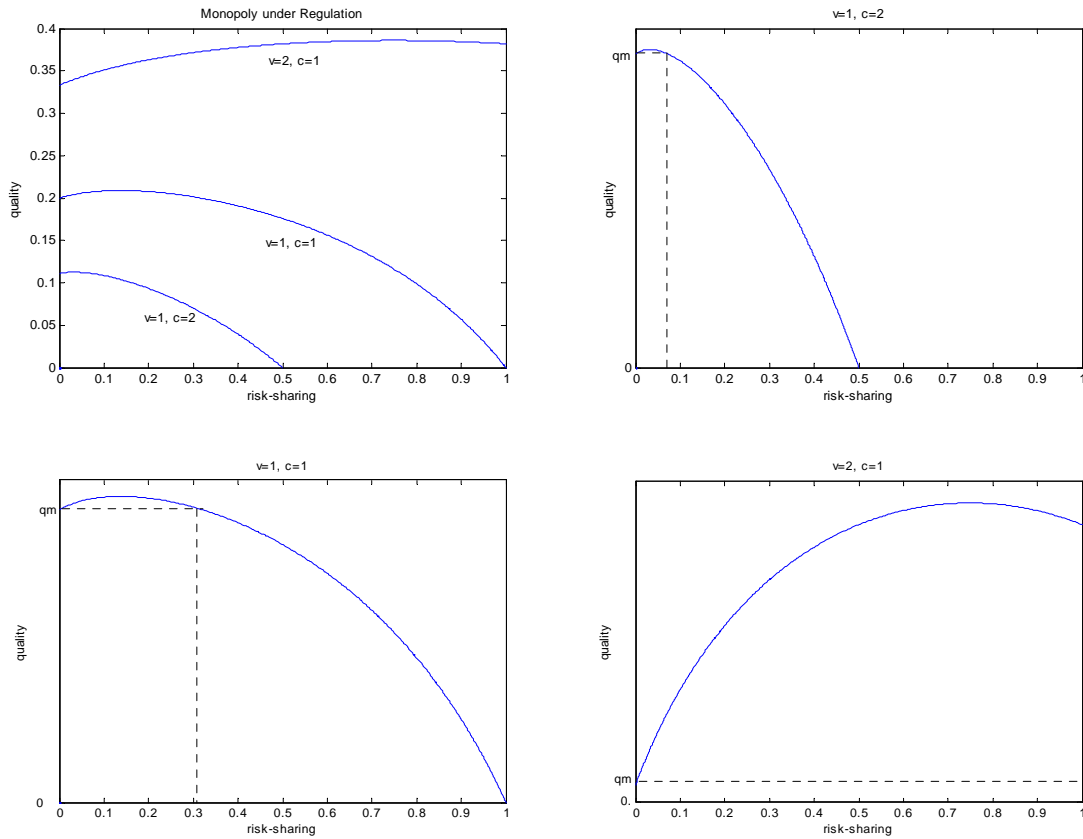 Monopoly under Regulation
0.4
0.35
0.3
0.25
0.2
0.15
0.1
0.05
0
quality
v=2, c=1
v=1, c=1
v=1, c=2
0 0.1 0.2 0.3 0.4 0.5 0.6 0.7 0.8 0.9 1
risk-sharing
v=1, c=2
qm
quality
0
0 0.1 0.2 0.3 0.4 0.5 0.6 0.7 0.8 0.9 1
risk-sharing
v=1, c=1
qm
quality
0
0 0.1 0.2 0.3 0.4 0.5 0.6 0.7 0.8 0.9 1
risk-sharing
v=2, c=1
quality
qm
0.
0 0.1 0.2 0.3 0.4 0.5 0.6 0.7 0.8 0.9 1
risk-sharing